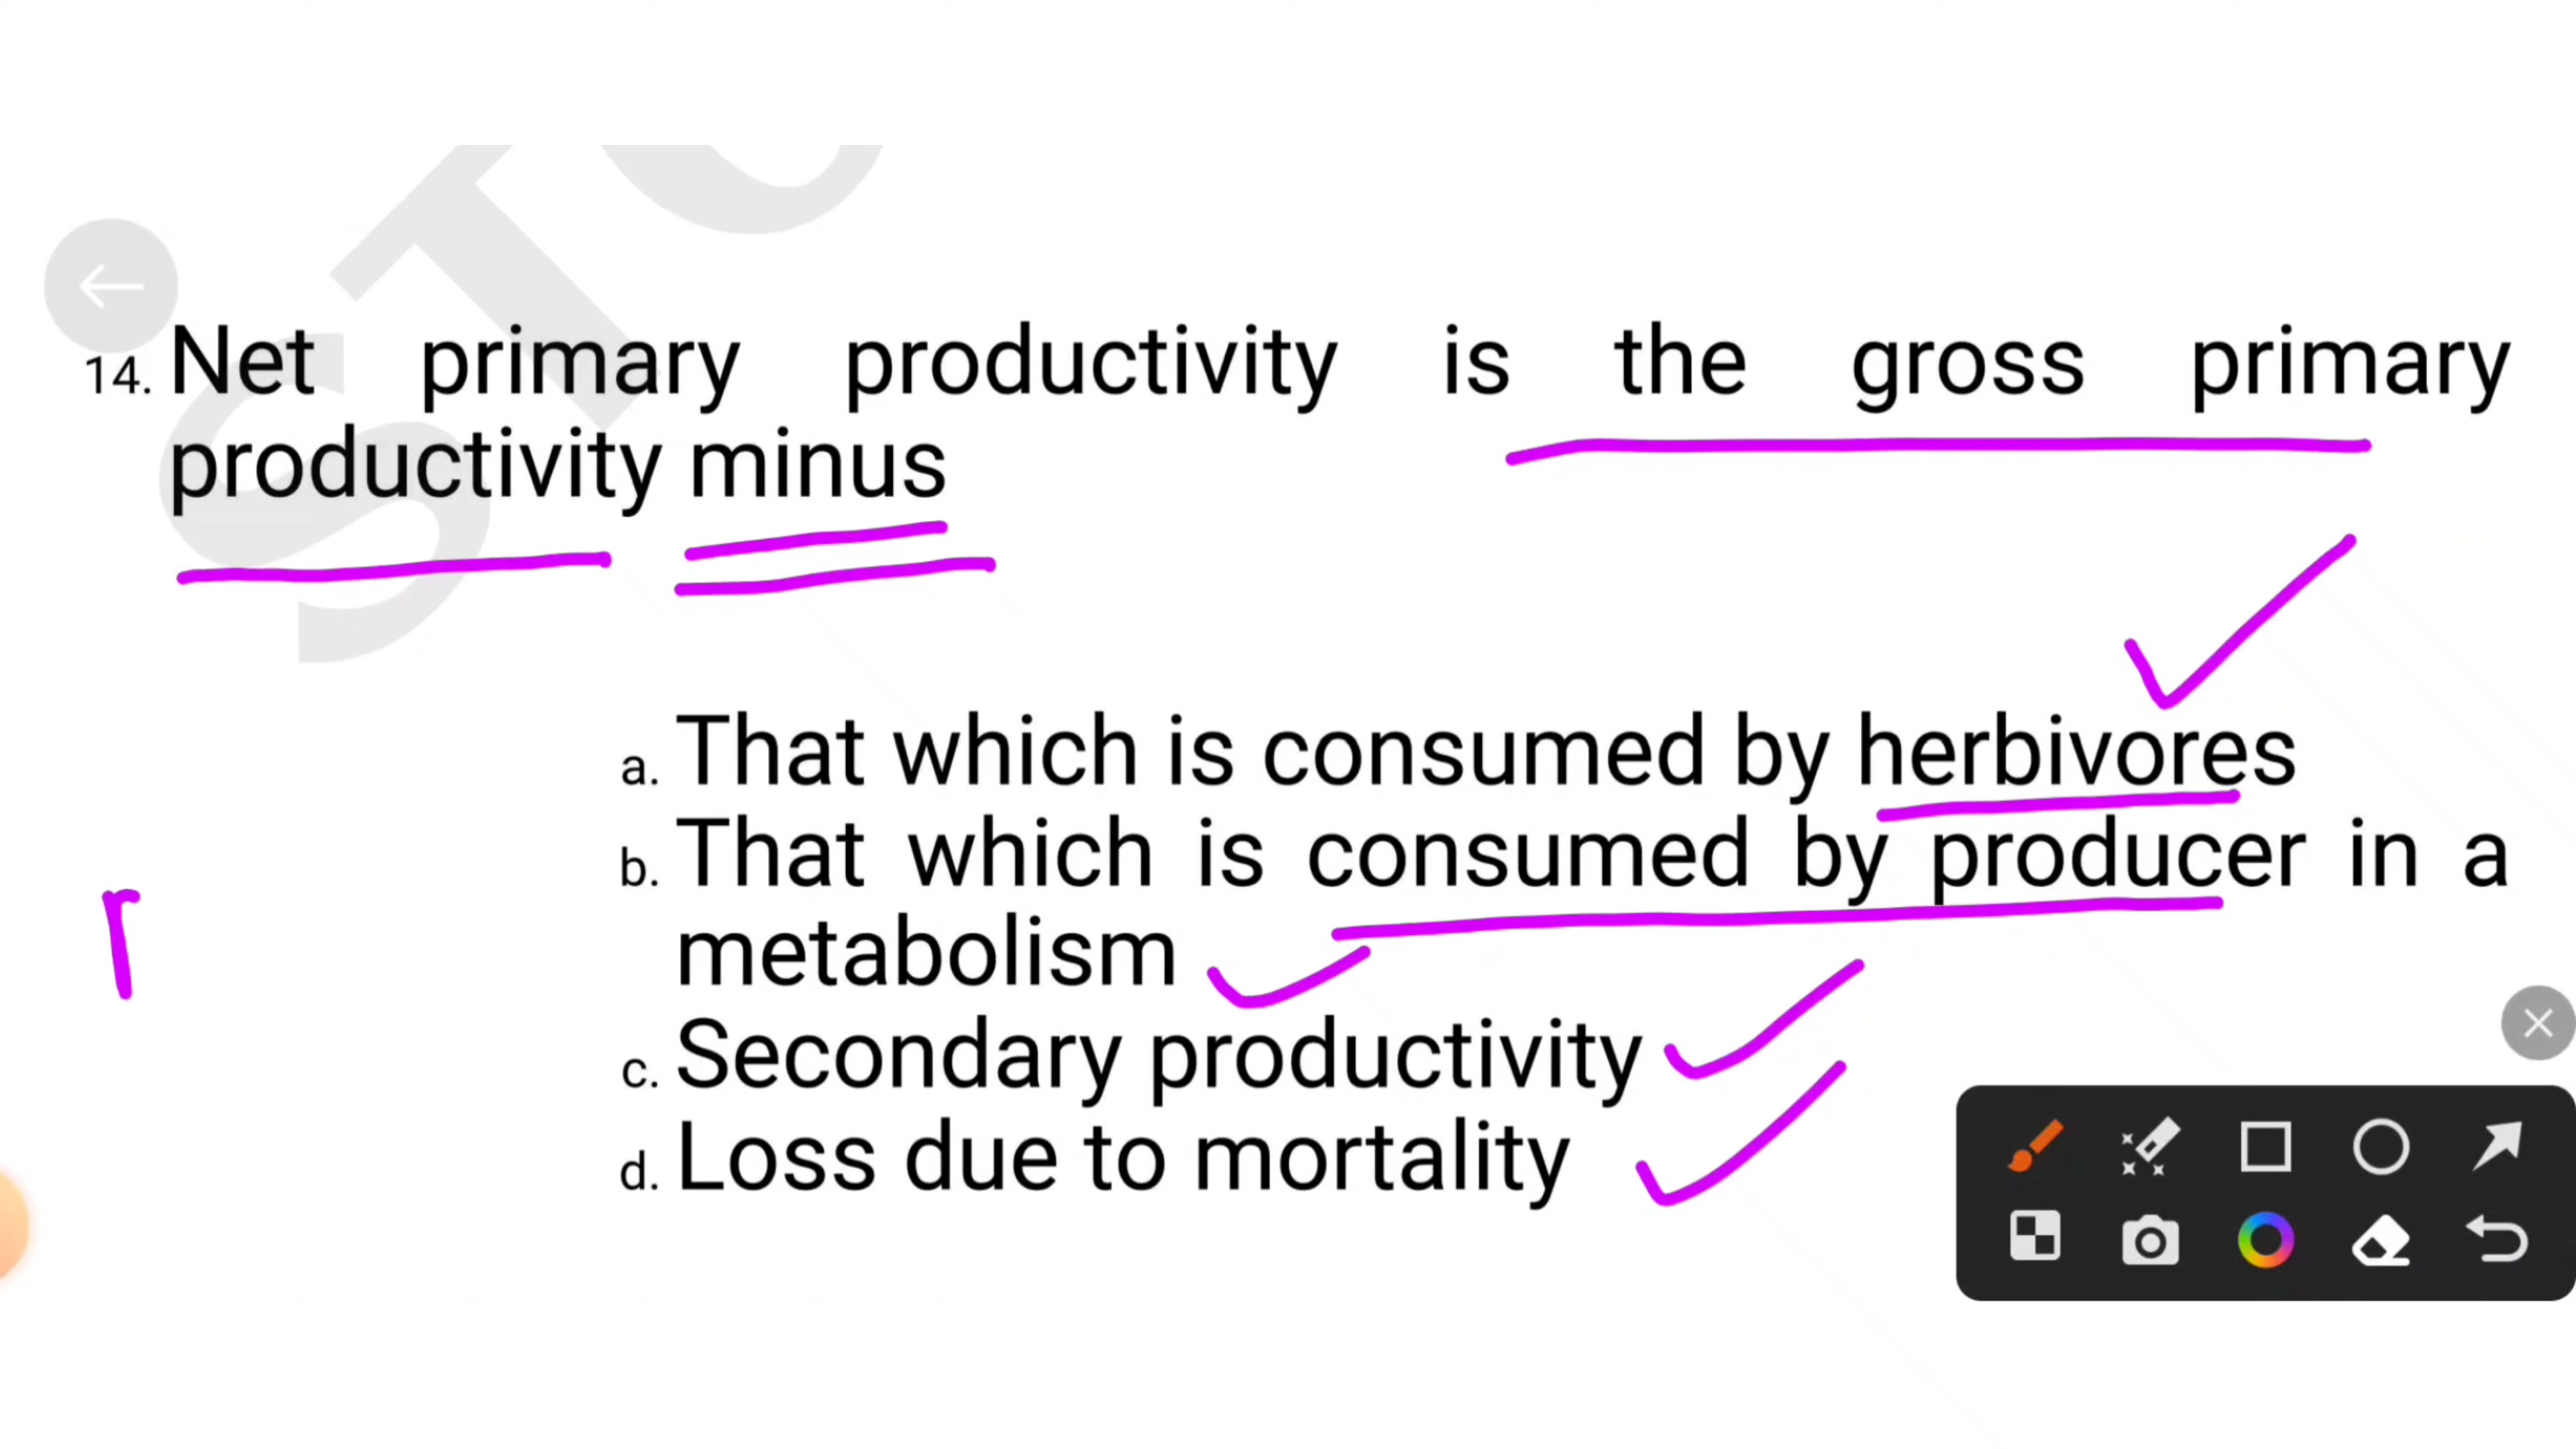 14. Net primary productivity is the gross primary
productivity minus
a. That which is consumed by herbivores
b. That which is consumed by producer in a
metabolism
c. Secondary productivity
d. Loss due to mortality